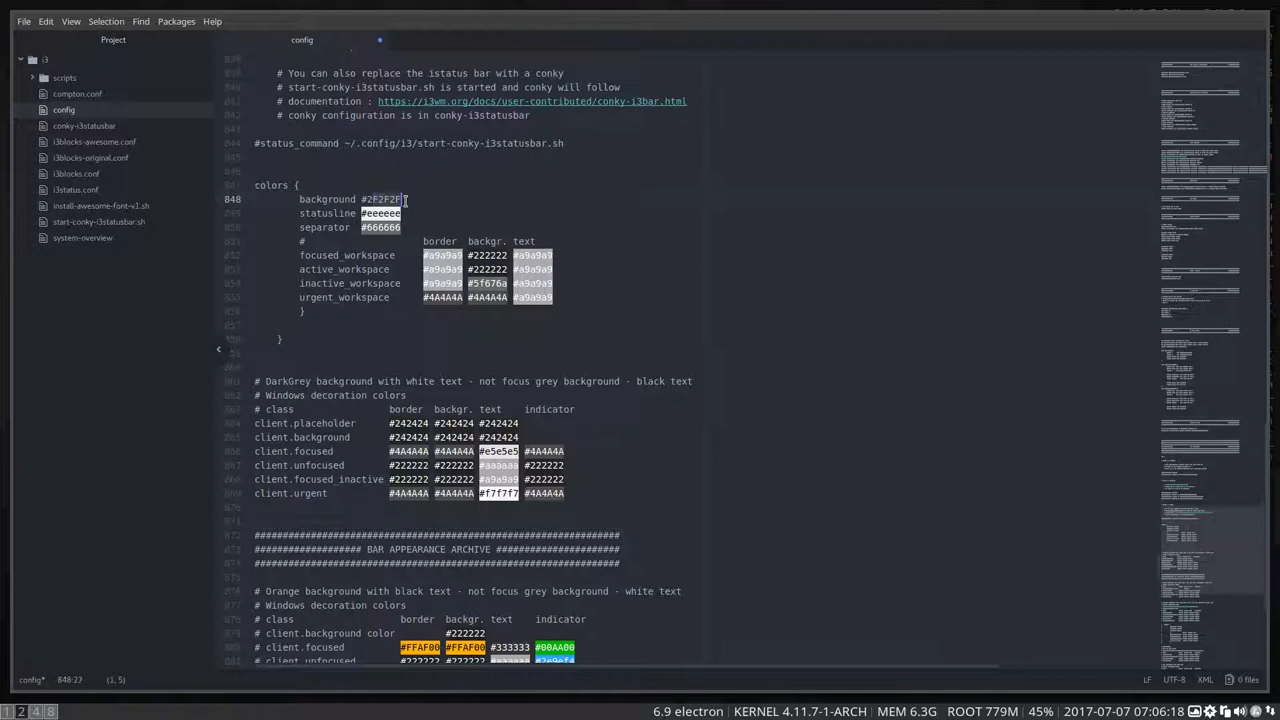 File Edit View Selection Find Packages Help
Project
config
i3
scripts
compton.conf
config
conky-i3statusbar
i3blocks-awesome.conf
i3blocks-original.conf
i3blocks.conf
i3status.conf
install-awesome-font-v1.sh
start-conky-i3statusbar.sh
system-overview
# You can also replace the istatus bar with a conky
# start-conky-i3statusbar.sh is started and conky will follow
# documentation : https://i3wm.org/docs/user-contributed/conky-i3bar.html
# conky configuration is in conky-i3statusbar
#status_command ~/.config/i3/start-conky-i3statusbar.sh
colors {
848 background #2F2F2F
statusline #eeeeee
separator #666666
# border backgr. text
focused_workspace #a9a9a9 #222222 #a9a9a9
active_workspace #a9a9a9 #222222 #a9a9a9
inactive_workspace #a9a9a9 #5f676a #a9a9a9
urgent_workspace #4A4A4A #4A4A4A #a9a9a9
}
}
# DarkGrey background with white text - not focus grey background - black text
# Windows decoration colors
# class border backgr. text indicator
client.placeholder #242424 #242424 #242424
client.background #242424 #242424 #242424
client.focused #4A4A4A #4A4A4A #e5e5e5 #4A4A4A
client.unfocused #222222 #222222 #aaaaaa #222222
client.focused_inactive #222222 #222222 #a9a9a9 #222222
client.urgent #4A4A4A #4A4A4A #f7f7f7 #4A4A4A
#################################################################
################### BAR APPEARANCE ARCHIVE ######################
#################################################################
# Orange background with black text - not focus grey background - white text
# Windows decoration colors
# class border backgr. text indicator
# client.background color #222222
# client.focused #FFAF00 #FFAF00 #333333 #00AA00
# client.unfocused #222222 #222222 #aaaaaa #2e9ef4
config* 848:27 (1, 5) LF UTF-8 XML 0 files
1 2 4 8 6.9 electron KERNEL 4.11.7-1-ARCH MEM 6.3G ROOT 779M 45% 2017-07-07 7:06:18